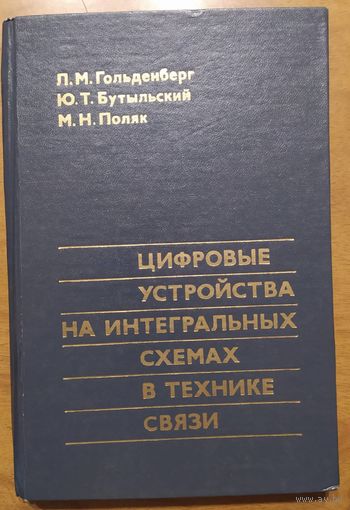 Л. М. Гольденберг
Ю. Т. Бутыльский
М. Н. Поляк
ЦИФРОВЫЕ
УСТРОЙСТВА
НА ИНТЕГРАЛЬНЫХ
СХЕМАХ
В ТЕХНИКЕ
СВЯЗИ